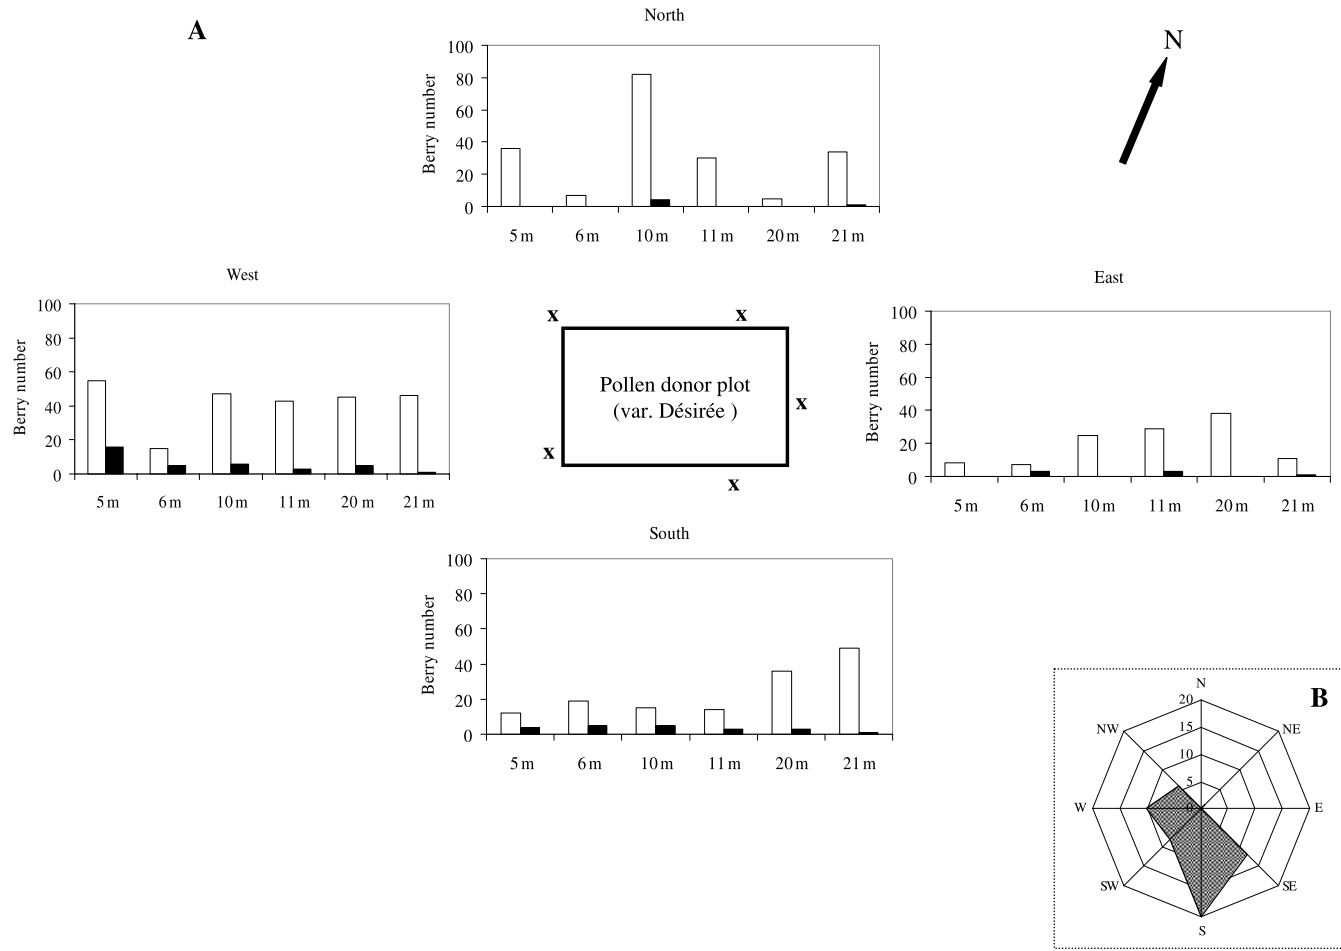 A
North
N
100
80
60
40
20
0
Berry number
5 m 6 m 10 m 11 m 20 m 21 m
West
100
80
60
40
20
0
Berry number
5 m 6 m 10 m 11 m 20 m 21 m
x x
Pollen donor plot
(var. Désirée )
x
x
x
East
100
80
60
40
20
0
Berry number
5 m 6 m 10 m 11 m 20 m 21 m
South
100
80
60
40
20
0
Berry number
5 m 6 m 10 m 11 m 20 m 21 m
B
N
NE
E
SE
S
SW
W
NW
20
15
10
5
0